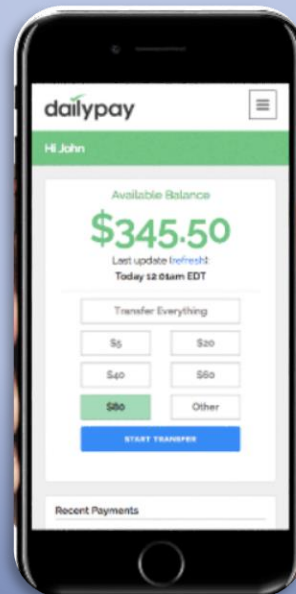 dailypay
Hi John
Available Balance
$345.50
Last update (refresh):
Today 12:01am EDT
Transfer Everything
$5
$20
$40
$60
$80
Other
START TRANSFER
Recent Payments